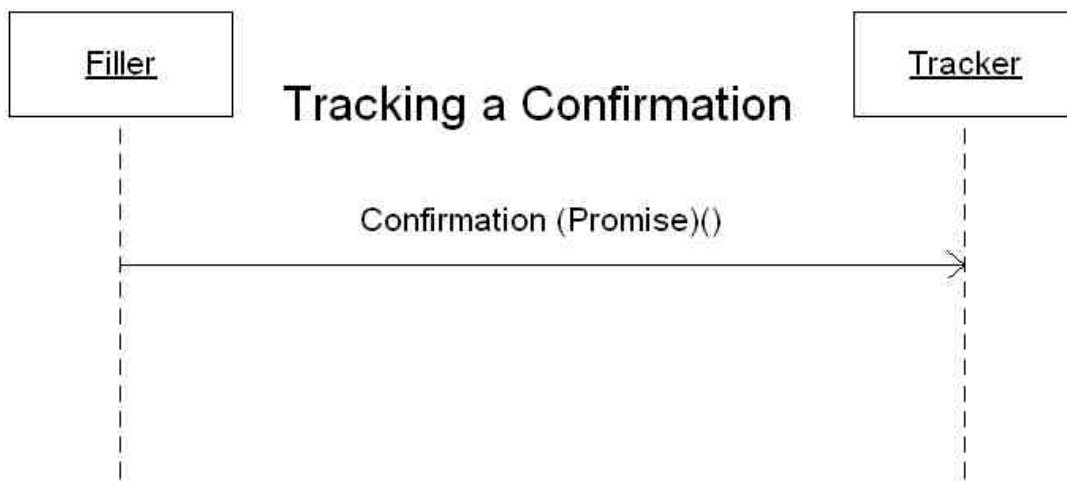 Filler
Tracker
Tracking a Confirmation
Confirmation (Promise)()